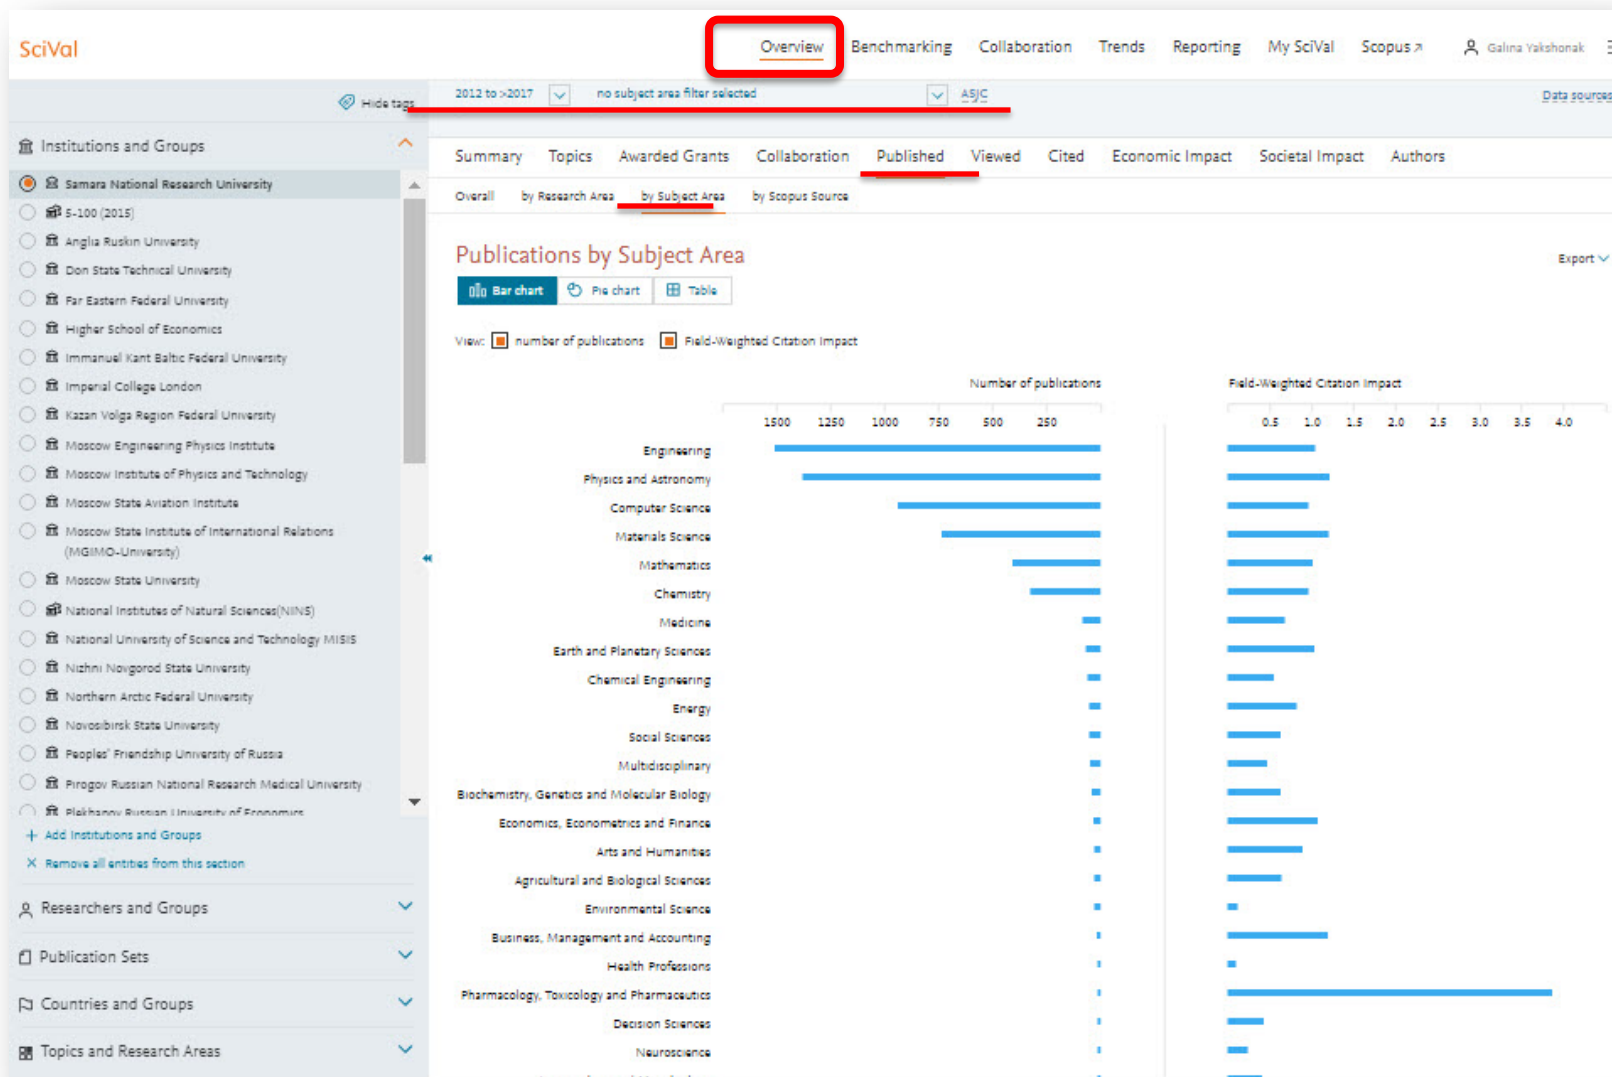 SciVal
Overview Benchmarking Collaboration Trends Reporting My SciVal Scopus Galina Yakshonak
Hide tags
2012 to >2017 no subject area filter selected ASJC Data sources
Institutions and Groups
Samara National Research University
5-100 (2015)
Anglia Ruskin University
Don State Technical University
Far Eastern Federal University
Higher School of Economics
Immanuel Kant Baltic Federal University
Imperial College London
Kazan Volga Region Federal University
Moscow Engineering Physics Institute
Moscow Institute of Physics and Technology
Moscow State Aviation Institute
Moscow State Institute of International Relations
(MGIMO-University)
Moscow State University
National Institutes of Natural Sciences(NINS)
National University of Science and Technology MISIS
Nizhni Novgorod State University
Northern Arctic Federal University
Novosibirsk State University
Peoples' Friendship University of Russia
Pirogov Russian National Research Medical University
Plekhanov Russian University of Economics
+ Add Institutions and Groups
× Remove all entities from this section
Researchers and Groups
Publication Sets
Countries and Groups
Topics and Research Areas
Summary Topics Awarded Grants Collaboration Published Viewed Cited Economic Impact Societal Impact Authors
Overall by Research Area by Subject Area by Scopus Source
Publications by Subject Area
Export
Bar chart Pie chart Table
View: number of publications Field-Weighted Citation Impact
Number of publications Field-Weighted Citation Impact
1500 1250 1000 750 500 250 0.5 1.0 1.5 2.0 2.5 3.0 3.5 4.0
Engineering
Physics and Astronomy
Computer Science
Materials Science
Mathematics
Chemistry
Medicine
Earth and Planetary Sciences
Chemical Engineering
Energy
Social Sciences
Multidisciplinary
Biochemistry, Genetics and Molecular Biology
Economics, Econometrics and Finance
Arts and Humanities
Agricultural and Biological Sciences
Environmental Science
Business, Management and Accounting
Health Professions
Pharmacology, Toxicology and Pharmaceutics
Decision Sciences
Neuroscience